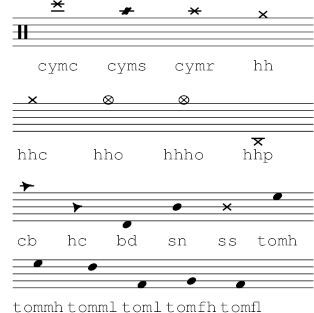 cymc cyms cymr hh
hhc hho hhho hhp
cb hc bd sn ss tomh
tommh tomml toml tomfh tomfl